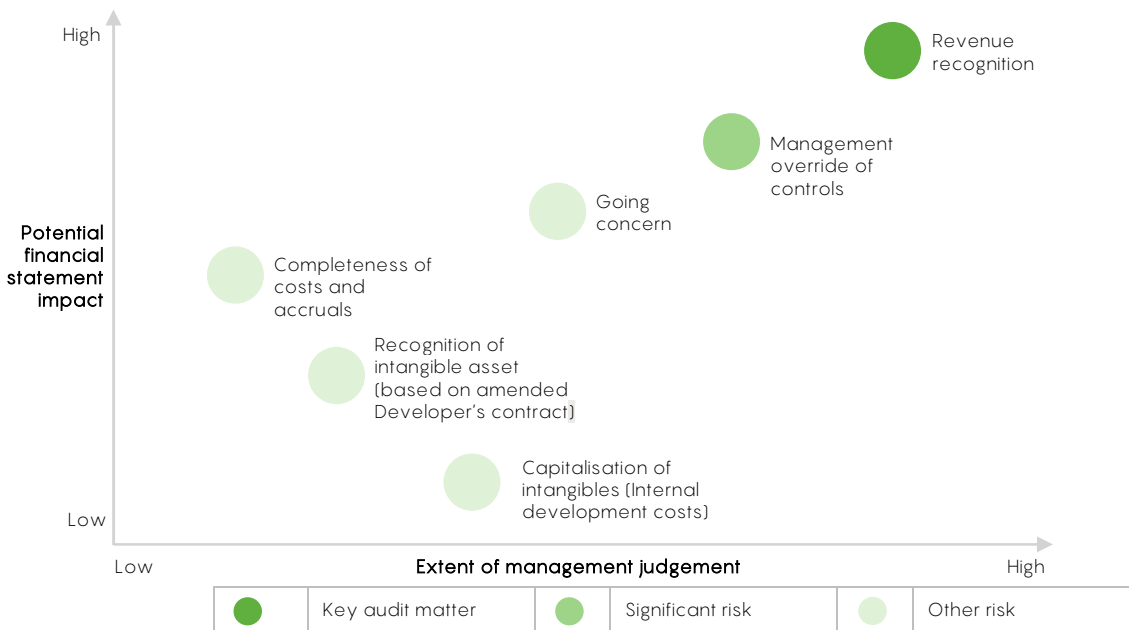 High
Revenue
recognition
Management
override of
controls
Going
concern
Potential
financial
statement
impact
Completeness of
costs and
accruals
Recognition of
intangible asset
(based on amended
Developer's contract)
Capitalisation of
intangibles (Internal
development costs)
Low
Low
Extent of management judgement
High
Key audit matter
Significant risk
Other risk